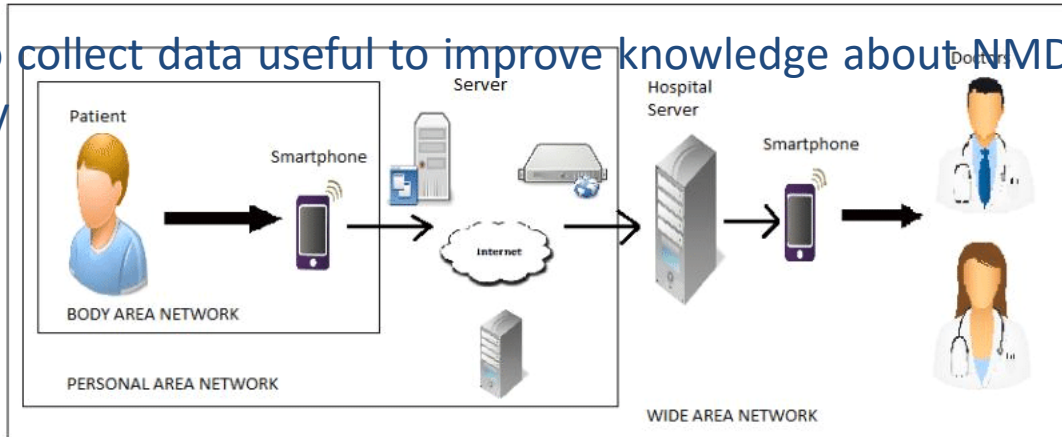 collect data useful to improve knowledge about NMD
Doctors
Server
Hospital
Server
Patient
Smartphone
Smartphone
Internet
BODY AREA NETWORK
PERSONAL AREA NETWORK
WIDE AREA NETWORK